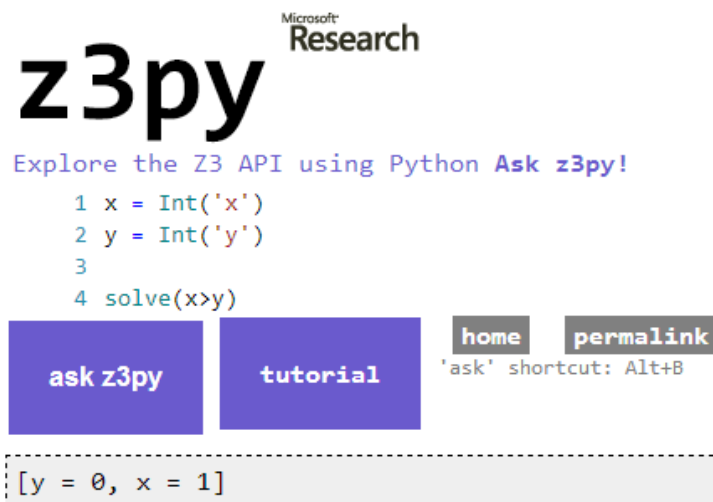 Microsoft
Research
z3py
Explore the Z3 API using Python Ask z3py!
1 x = Int('x')
2 y = Int('y')
3
4 solve(x>y)
ask z3py
tutorial
home
permalink
'ask' shortcut: Alt+B
[y = 0, x = 1]